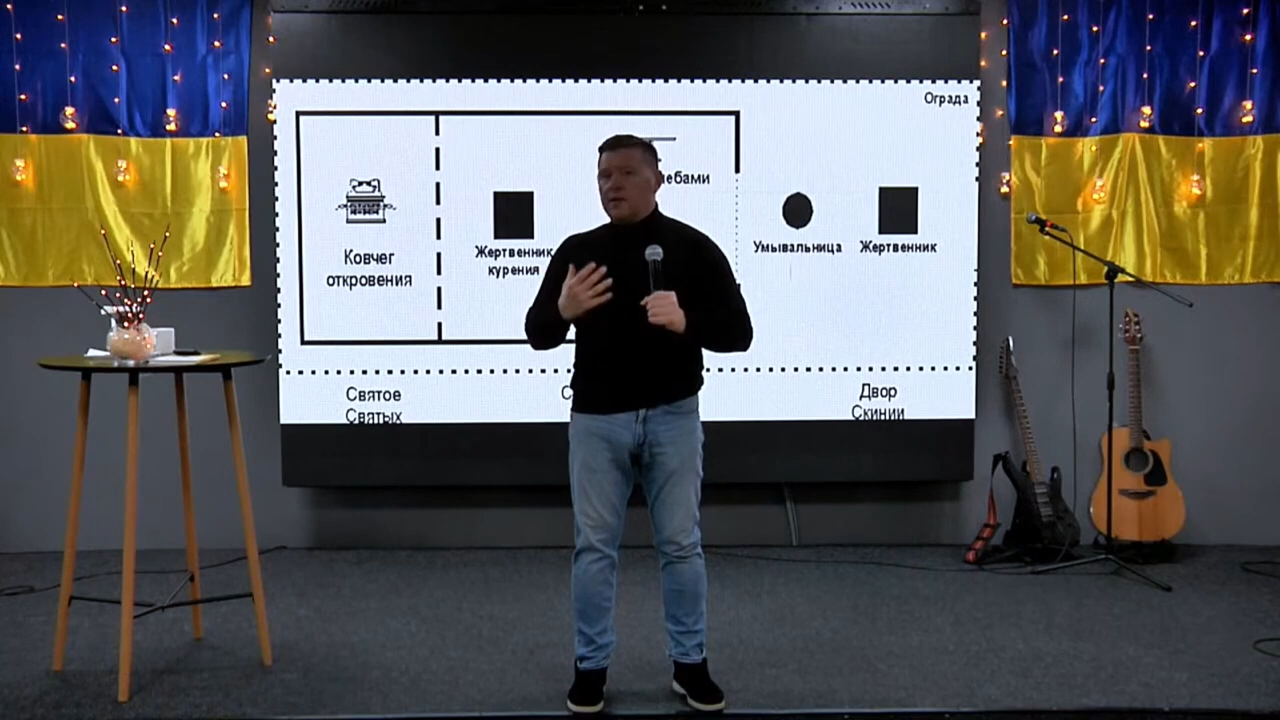 Ограда
Ковчег
откровения
Жертвенник
курения
Умывальница
Жертвенник
Святое
Святых
Двор
Скинии